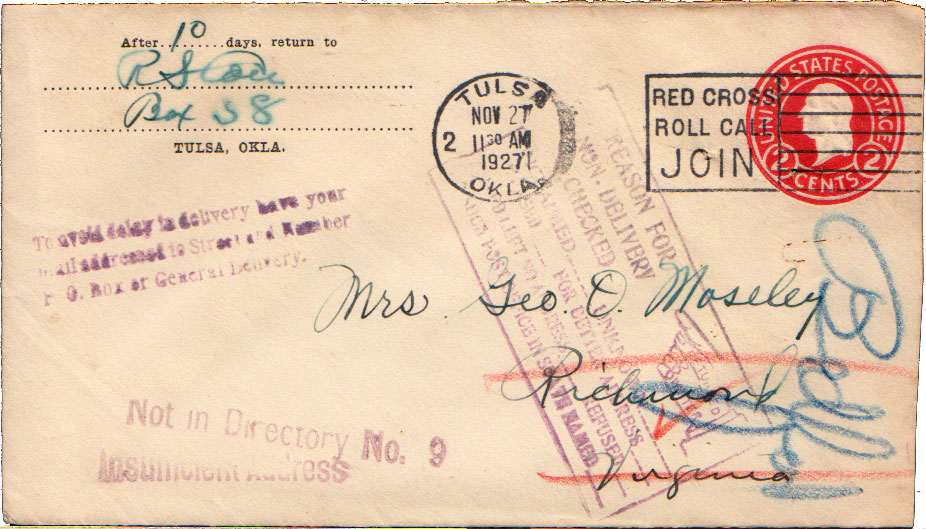 After 10 days, return to
Box 38
TULSA, OKLA.
TULSA
NOV 27
2 11 30 AM
1927
OKLA.
RED CROSS
ROLL CALL
JOIN
UNITED STATES POSTAGE
2 CENTS 2
To avoid delay in delivery have your
mail addressed to Street and Number
P. O. Box or General Delivery.
REASON FOR
NON-DELIVERY
CHECKED
Mrs. Geo. O. Moseley
Richmond
Virginia
Not in Directory No. 9
Insufficient Address